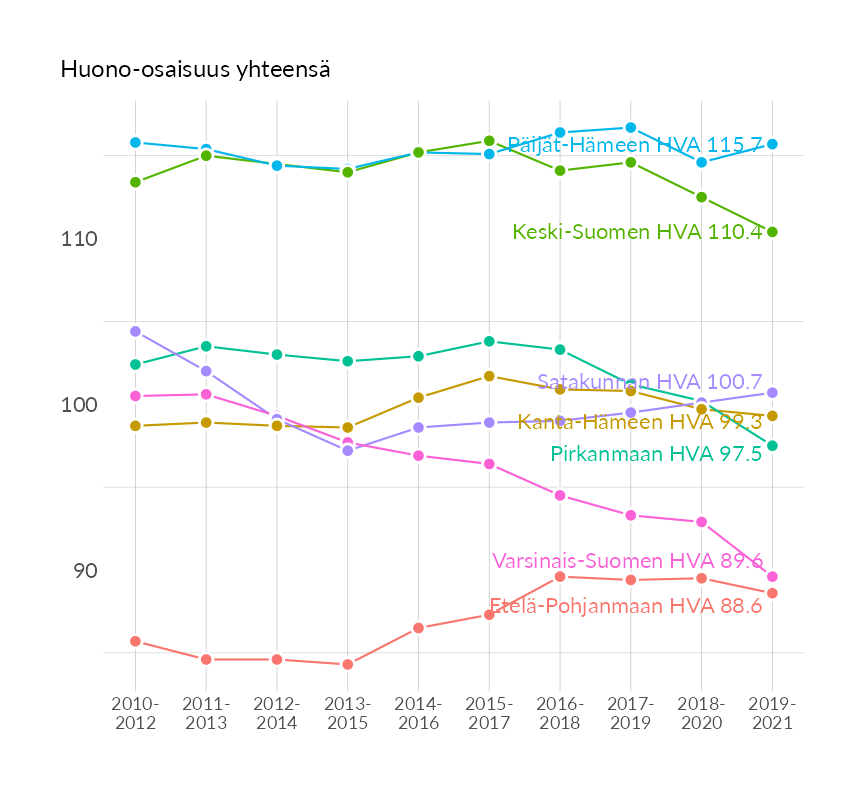 Huono-osaisuus yhteensä
Päijät-Hämeen HVA 115.7
Keski-Suomen HVA 110.4
110
Satakunnan HVA 100.7
100
Kanta-Hämeen HVA 99.3
Pirkanmaan HVA 97.5
Varsinais-Suomen HVA 89.6
90
Etelä-Pohjanmaan HVA 88.6
2010- 2011- 2012- 2013- 2014- 2015- 2016- 2017- 2018- 2019-
2012 2013 2014 2015 2016 2017 2018 2019 2020 2021